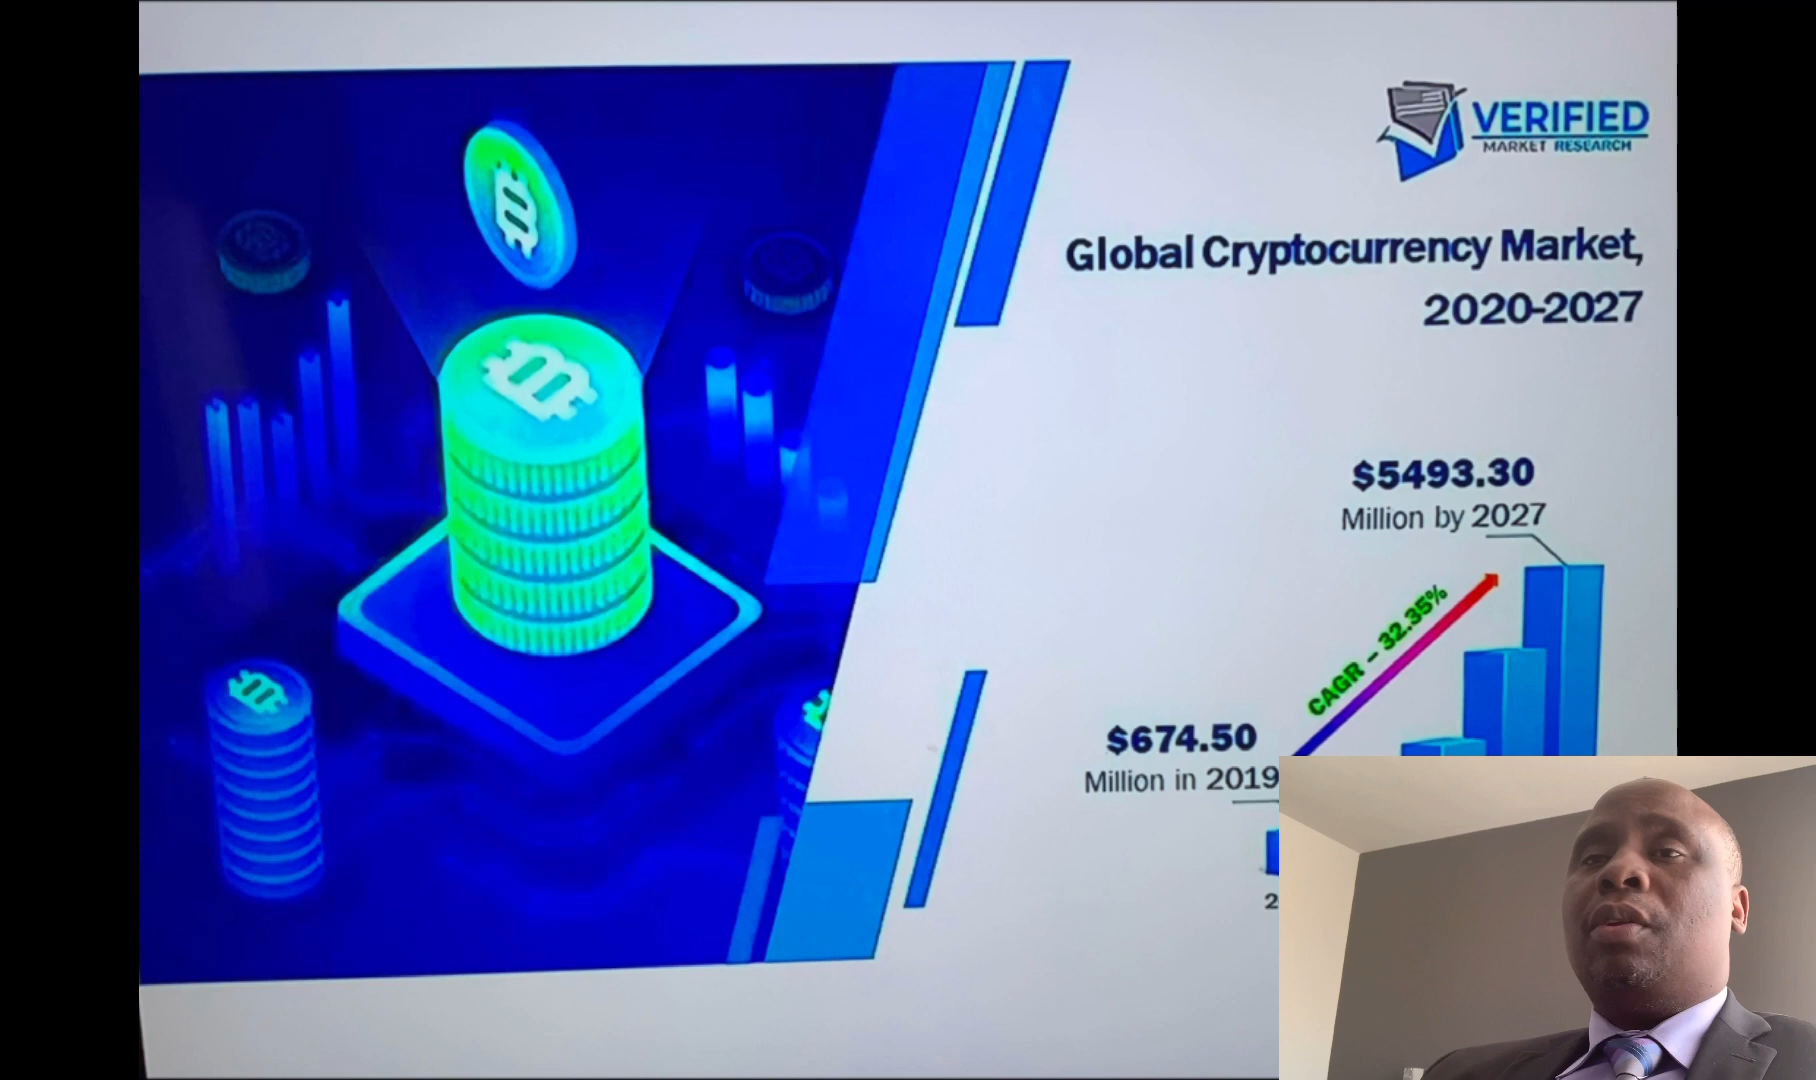 VERIFIED
MARKET RESEARCH
Global Cryptocurrency Market,
2020-2027
$5493.30
Million by 2027
CAGR - 32.35%
$674.50
Million in 2019
2